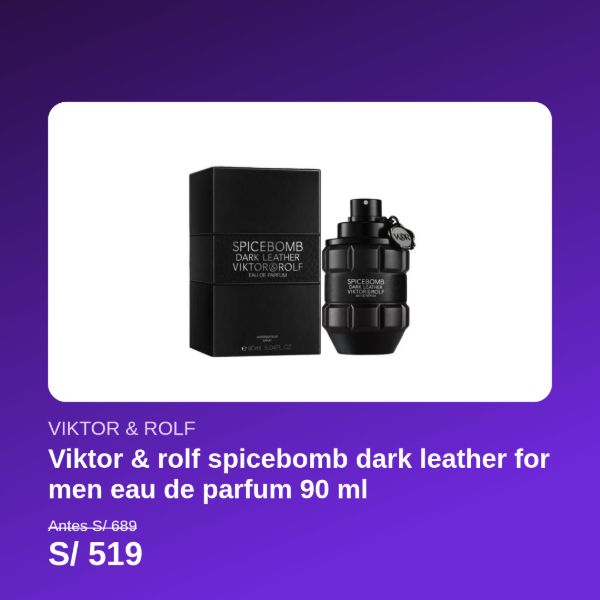 SPICEBOMB
DARK LEATHER
VIKTOR&ROLF
EAU DE PARFUM
SPICEBOMB
DARK LEATHER
VIKTOR&ROLF
VIKTOR & ROLF
Viktor & rolf spicebomb dark leather for
men eau de parfum 90 ml
Antes S/ 689
S/ 519